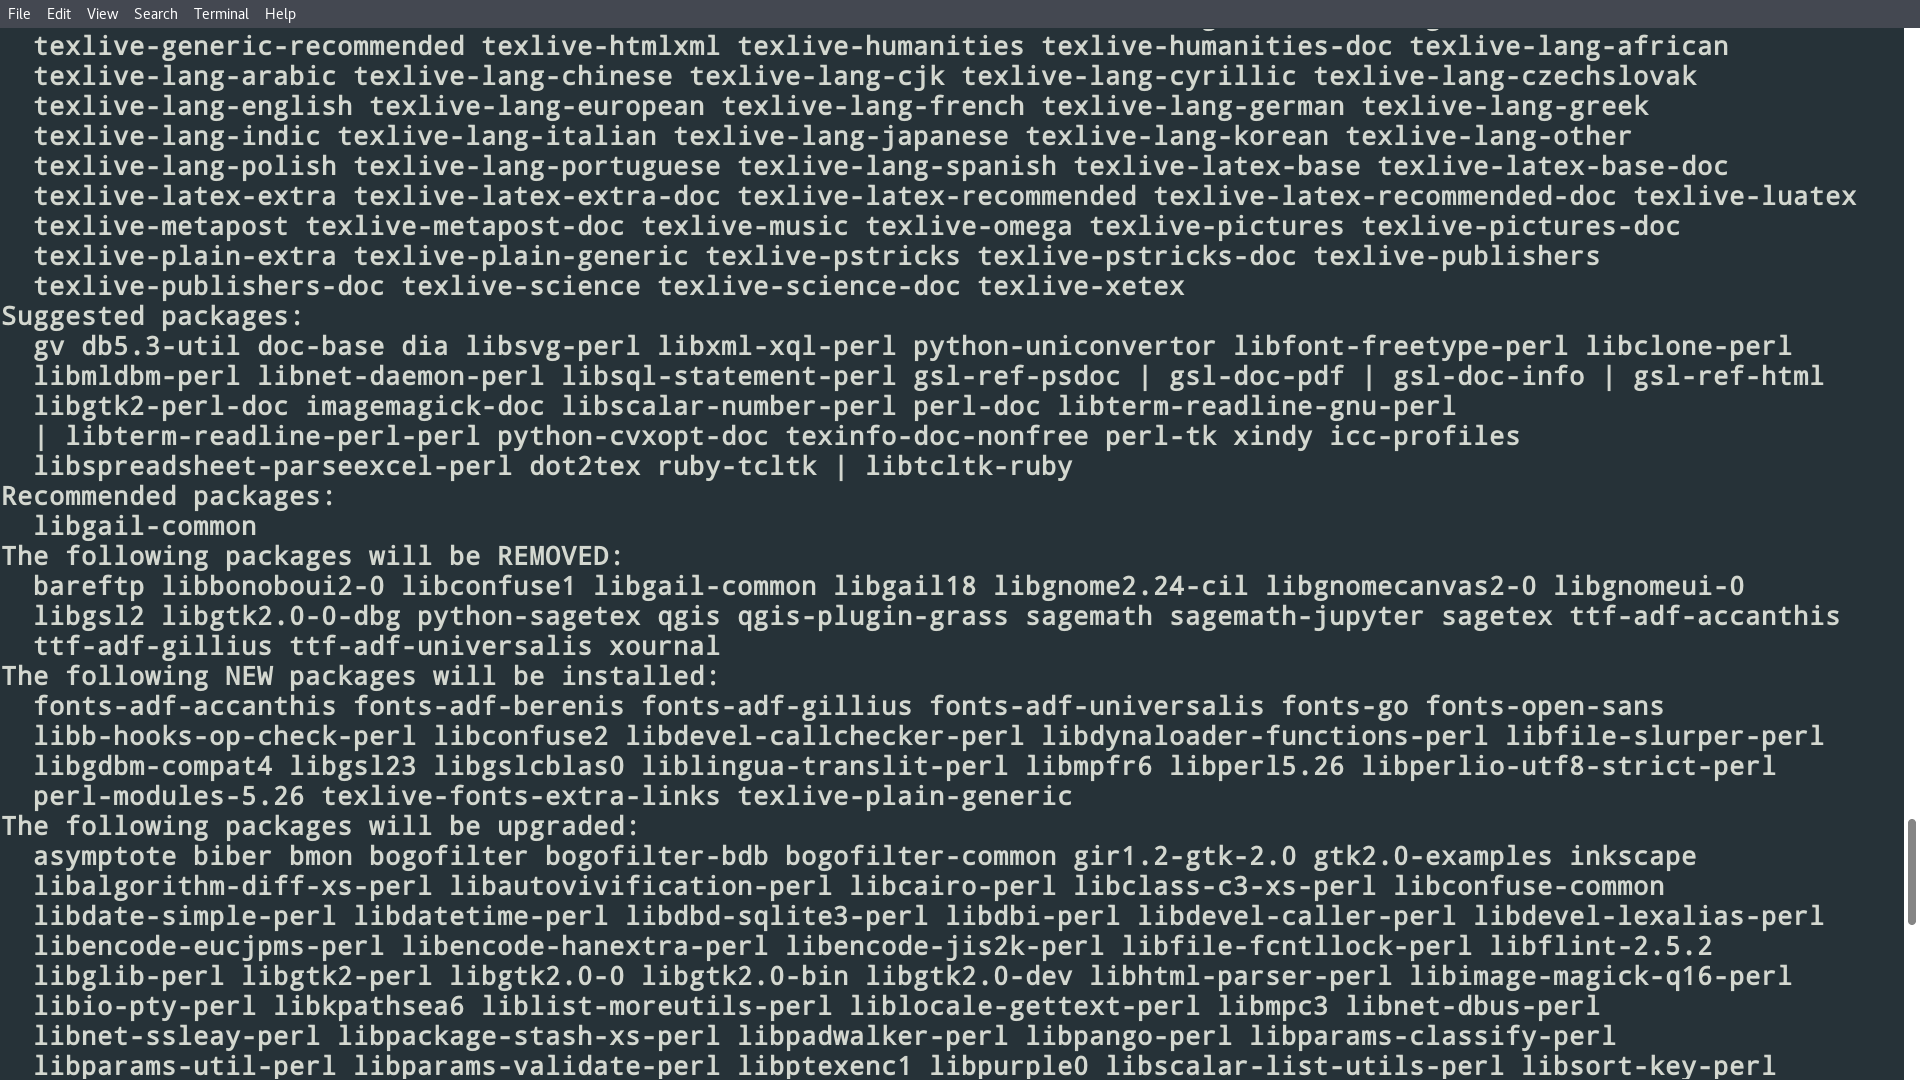 File Edit View Search Terminal Help
texlive-generic-recommended texlive-htmlxml texlive-humanities texlive-humanities-doc texlive-lang-african
texlive-lang-arabic texlive-lang-chinese texlive-lang-cjk texlive-lang-cyrillic texlive-lang-czechslovak
texlive-lang-english texlive-lang-european texlive-lang-french texlive-lang-german texlive-lang-greek
texlive-lang-indic texlive-lang-italian texlive-lang-japanese texlive-lang-korean texlive-lang-other
texlive-lang-polish texlive-lang-portuguese texlive-lang-spanish texlive-latex-base texlive-latex-base-doc
texlive-latex-extra texlive-latex-extra-doc texlive-latex-recommended texlive-latex-recommended-doc texlive-luatex
texlive-metapost texlive-metapost-doc texlive-music texlive-omega texlive-pictures texlive-pictures-doc
texlive-plain-extra texlive-plain-generic texlive-pstricks texlive-pstricks-doc texlive-publishers
texlive-publishers-doc texlive-science texlive-science-doc texlive-xetex
Suggested packages:
gv db5.3-util doc-base dia libsvg-perl libxml-xql-perl python-uniconvertor libfont-freetype-perl libclone-perl
libmldbm-perl libnet-daemon-perl libsql-statement-perl gsl-ref-psdoc | gsl-doc-pdf | gsl-doc-info | gsl-ref-html
libgtk2-perl-doc imagemagick-doc libscalar-number-perl perl-doc libterm-readline-gnu-perl
| libterm-readline-perl-perl python-cvxopt-doc texinfo-doc-nonfree perl-tk xindy icc-profiles
libspreadsheet-parseexcel-perl dot2tex ruby-tcltk | libtcltk-ruby
Recommended packages:
libgail-common
The following packages will be REMOVED:
bareftp libbonoboui2-0 libconfuse1 libgail-common libgail18 libgnome2.24-cil libgnomecanvas2-0 libgnomeui-0
libgsl2 libgtk2.0-0-dbg python-sagetex qgis qgis-plugin-grass sagemath sagemath-jupyter sagetex ttf-adf-accanthis
ttf-adf-gillius ttf-adf-universalis xournal
The following NEW packages will be installed:
fonts-adf-accanthis fonts-adf-berenis fonts-adf-gillius fonts-adf-universalis fonts-go fonts-open-sans
libb-hooks-op-check-perl libconfuse2 libdevel-callchecker-perl libdynaloader-functions-perl libfile-slurper-perl
libgdbm-compat4 libgsl23 libgslcblas0 liblingua-translit-perl libmpfr6 libperl5.26 libperlio-utf8-strict-perl
perl-modules-5.26 texlive-fonts-extra-links texlive-plain-generic
The following packages will be upgraded:
asymptote biber bmon bogofilter bogofilter-bdb bogofilter-common gir1.2-gtk-2.0 gtk2.0-examples inkscape
libalgorithm-diff-xs-perl libautovivification-perl libcairo-perl libclass-c3-xs-perl libconfuse-common
libdate-simple-perl libdatetime-perl libdbd-sqlite3-perl libdbi-perl libdevel-caller-perl libdevel-lexalias-perl
libencode-eucjpms-perl libencode-hanextra-perl libencode-jis2k-perl libfile-fcntllock-perl libflint-2.5.2
libglib-perl libgtk2-perl libgtk2.0-0 libgtk2.0-bin libgtk2.0-dev libhtml-parser-perl libimage-magick-q16-perl
libio-pty-perl libkpathsea6 liblist-moreutils-perl liblocale-gettext-perl libmpc3 libnet-dbus-perl
libnet-ssleay-perl libpackage-stash-xs-perl libpadwalker-perl libpango-perl libparams-classify-perl
libparams-util-perl libparams-validate-perl libptexenc1 libpurple0 libscalar-list-utils-perl libsort-key-perl